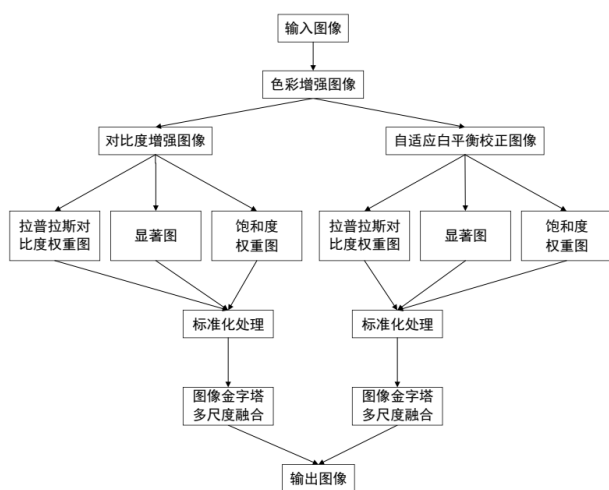 输入图像
色彩增强图像
对比度增强图像
自适应白平衡校正图像
拉普拉斯对
比度权重图
显著图
饱和度
权重图
拉普拉斯对
比度权重图
显著图
饱和度
权重图
标准化处理
标准化处理
图像金字塔
多尺度融合
图像金字塔
多尺度融合
输出图像